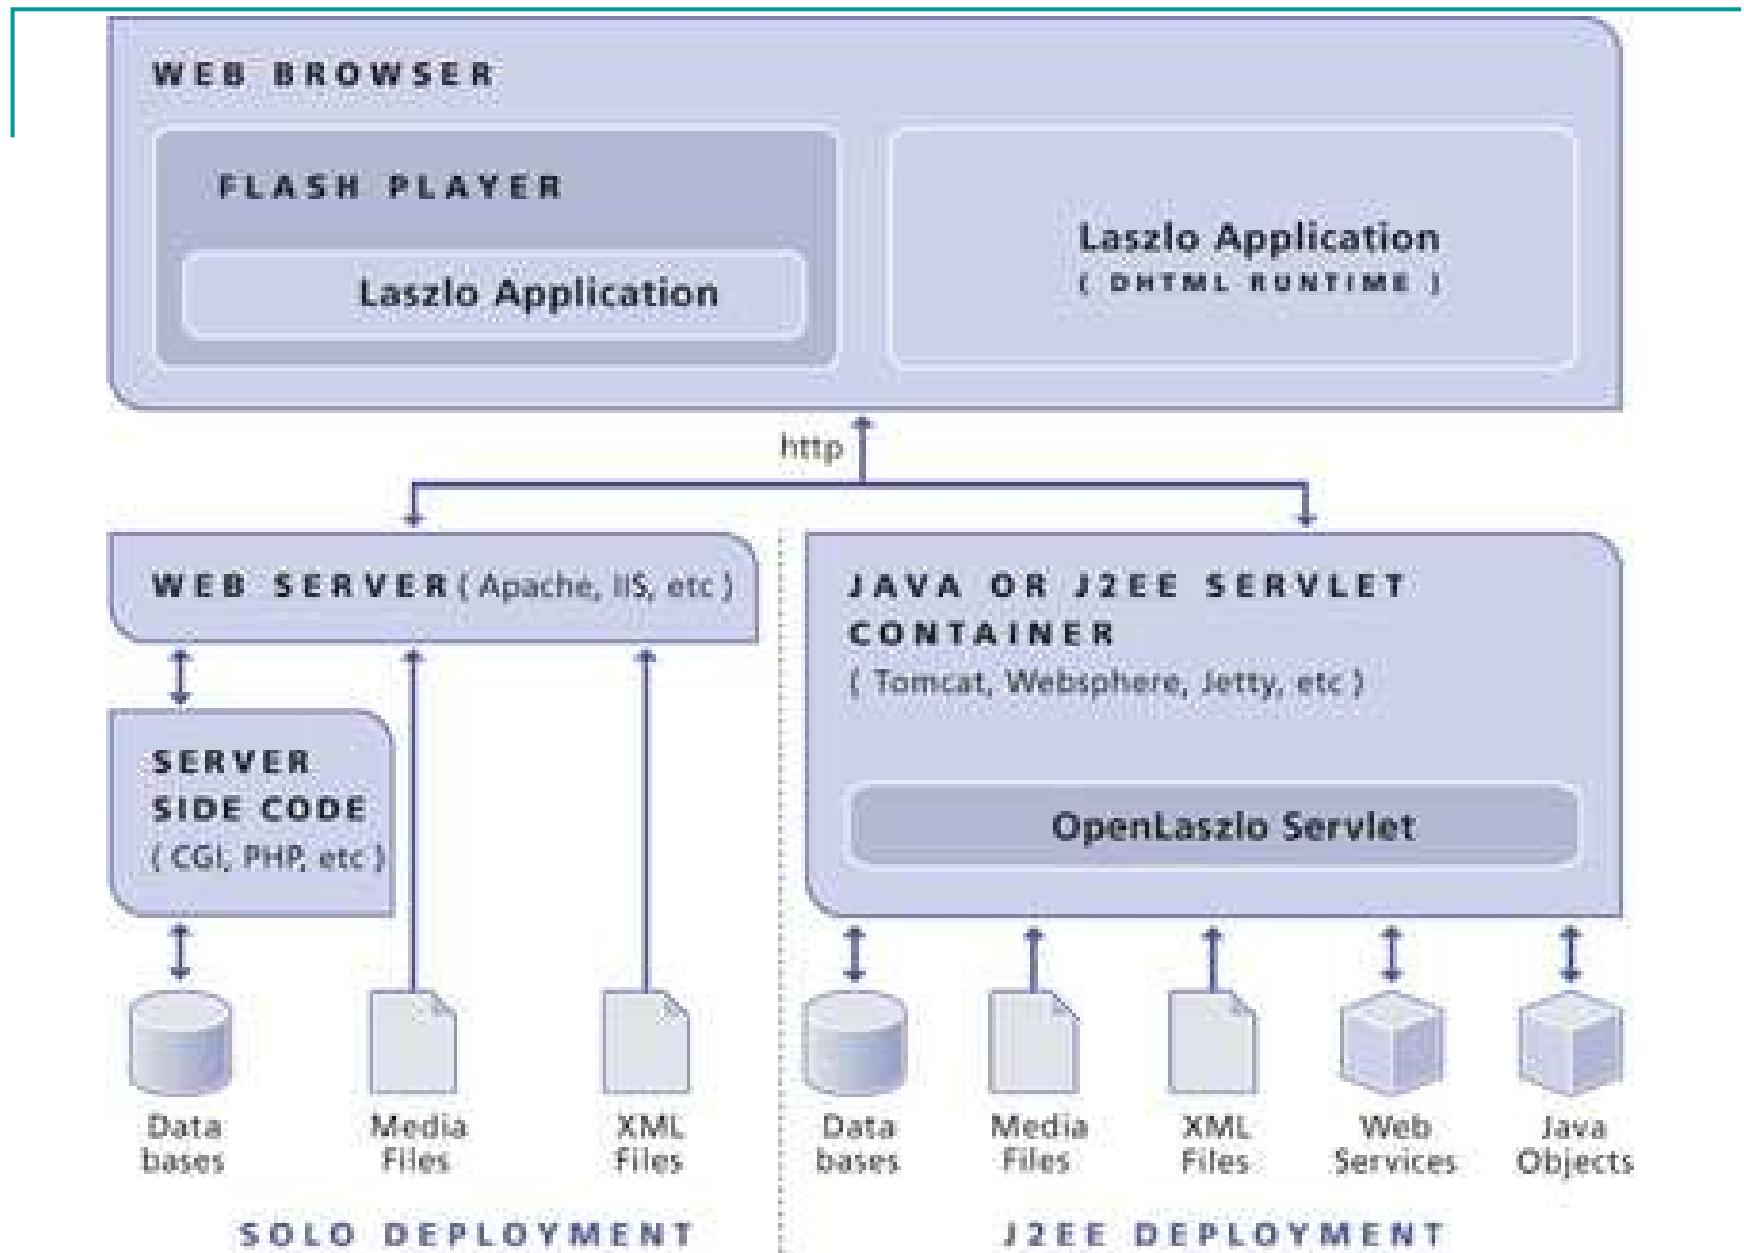 WEB BROWSER
FLASH PLAYER
Laszlo Application
Laszlo Application
( DHTML RUNTIME )
http
WEB SERVER ( Apache, IIS, etc )
JAVA OR J2EE SERVLET
CONTAINER
( Tomcat, Websphere, Jetty, etc )
SERVER
SIDE CODE
( CGI, PHP, etc )
OpenLaszlo Servlet
Data
bases
Media
Files
XML
Files
Data
bases
Media
Files
XML
Files
Web
Services
Java
Objects
SOLO DEPLOYMENT
J2EE DEPLOYMENT